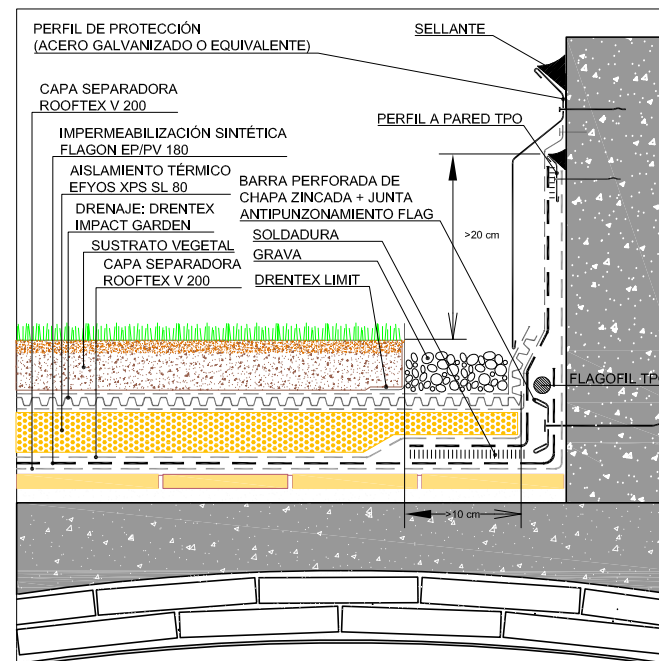 PERFIL DE PROTECCIÓN
(ACERO GALVANIZADO O EQUIVALENTE)
SELLANTE
CAPA SEPARADORA
ROOFTEX V 200
PERFIL A PARED TPO
IMPERMEABILIZACIÓN SINTÉTICA
FLAGON EP/PV 180
AISLAMIENTO TÉRMICO
EFYOS XPS SL 80
BARRA PERFORADA DE
CHAPA ZINCADA + JUNTA
ANTIPUNZONAMIENTO FLAG
DRENAJE: DRENTEX
IMPACT GARDEN
SOLDADURA
>20 cm
SUSTRATO VEGETAL
GRAVA
CAPA SEPARADORA
ROOFTEX V 200
DRENTEX LIMIT
FLAGOFIL TPO
>10 cm